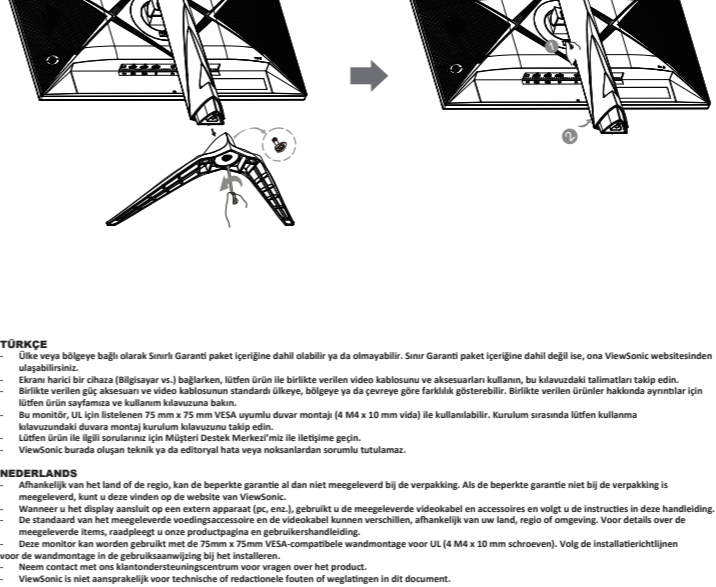 1
2
TÜRKÇE
- Ülke veya bölgeye bağlı olarak Sınırlı Garanti paket içeriğine dahil olabilir ya da olmayabilir. Sınır Garanti paket içeriğine dahil değil ise, ona ViewSonic websitesinden
ulaşabilirsiniz.
- Ekranı harici bir cihaza (Bilgisayar vs.) bağlarken, lütfen ürün ile birlikte verilen video kablosunu ve aksesuarları kullanın, bu kılavuzdaki talimatları takip edin.
- Birlikte verilen güç aksesuarı ve video kablosunun standardı ülkeye, bölgeye ya da çevreye göre farklılık gösterebilir. Birlikte verilen ürünler hakkında ayrıntılar için
lütfen ürün sayfamıza ve kullanım kılavuzuna bakın.
- Bu monitör, UL için listelenen 75 mm x 75 mm VESA uyumlu duvar montajı (4 M4 x 10 mm vida) ile kullanılabilir. Kurulum sırasında lütfen kullanma
kılavuzundaki duvara montaj kurulum kılavuzunu takip edin.
- Lütfen ürün ile ilgili sorularınız için Müşteri Destek Merkezi'miz ile iletişime geçin.
- ViewSonic burada oluşan teknik ya da editoryal hata veya noksanlardan sorumlu tutulamaz.
NEDERLANDS
- Afhankelijk van het land of de regio, kan de beperkte garantie al dan niet meegeleverd bij de verpakking. Als de beperkte garantie niet bij de verpakking is
meegeleverd, kunt u deze vinden op de website van ViewSonic.
- Wanneer u het display aansluit op een extern apparaat (pc, enz.), gebruikt u de meegeleverde videokabel en accessoires en volgt u de instructies in deze handleiding.
- De standaard van het meegeleverde voedingsaccessoire en de videokabel kunnen verschillen, afhankelijk van uw land, regio of omgeving. Voor details over de
meegeleverde items, raadpleegt u onze productpagina en gebruikershandleiding.
- Deze monitor kan worden gebruikt met de 75mm x 75mm VESA-compatibele wandmontage voor UL (4 M4 x 10 mm schroeven). Volg de installatierichtlijnen
voor de wandmontage in de gebruiksaanwijzing bij het installeren.
- Neem contact met ons klantondersteuningscentrum voor vragen over het product.
- ViewSonic is niet aansprakelijk voor technische of redactionele fouten of weglatingen in dit document.